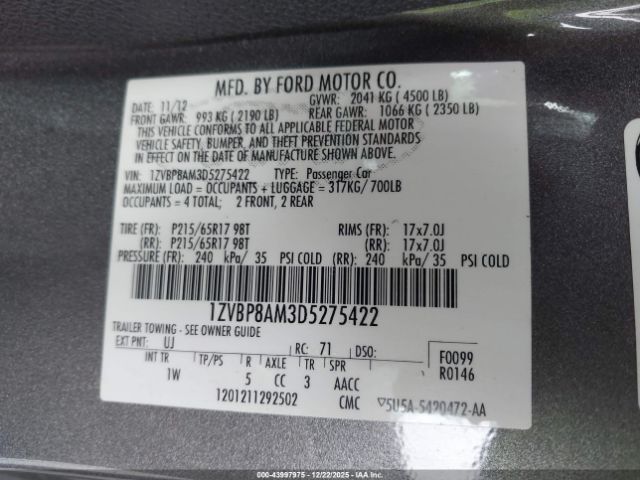 MFD. BY FORD MOTOR CO.
DATE: 11/12 GVWR: 2041 KG ( 4500 LB)
FRONT GAWR: 993 KG ( 2190 LB) REAR GAWR: 1066 KG ( 2350 LB)
THIS VEHICLE CONFORMS TO ALL APPLICABLE FEDERAL MOTOR
VEHICLE SAFETY, BUMPER, AND THEFT PREVENTION STANDARDS
IN EFFECT ON THE DATE OF MANUFACTURE SHOWN ABOVE.
VIN: 1ZVBP8AM3D5275422 TYPE: Passenger Car
MAXIMUM LOAD = OCCUPANTS + LUGGAGE = 317KG/ 700LB
OCCUPANTS = 4 TOTAL; 2 FRONT, 2 REAR
TIRE (FR): P215/65R17 98T RIMS (FR): 17x7.0J
(RR): P215/65R17 98T (RR): 17x7.0J
PRESSURE (FR): 240 kPa/ 35 PSI COLD (RR) 240 kPa/ 35 PSI COLD
1ZVBP8AM3D5275422
TRAILER TOWING - SEE OWNER GUIDE
EXT PNT: UJ RC: 71 DSO: F0099
INT TR TP/PS R AXLE TR SPR R0146
1W 5 CC 3 AACC
1201211292502 CMC ▽5U5A-5420472-AA
000-43997975 12/22/2025 Copart, Inc.